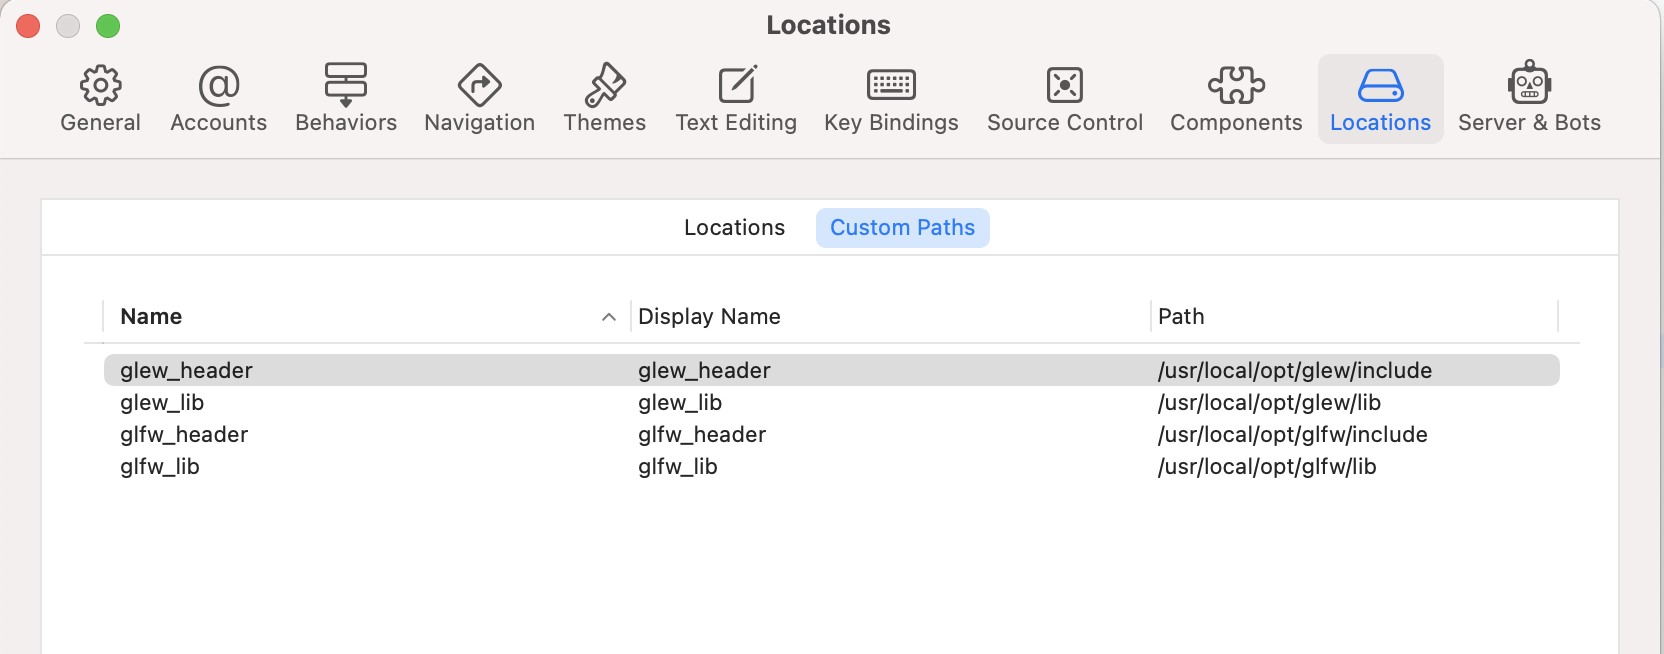 Locations
General Accounts Behaviors Navigation Themes Text Editing Key Bindings Source Control Components Locations Server & Bots
Locations Custom Paths
Name Display Name Path
glew_header glew_header /usr/local/opt/glew/include
glew_lib glew_lib /usr/local/opt/glew/lib
glfw_header glfw_header /usr/local/opt/glfw/include
glfw_lib glfw_lib /usr/local/opt/glfw/lib